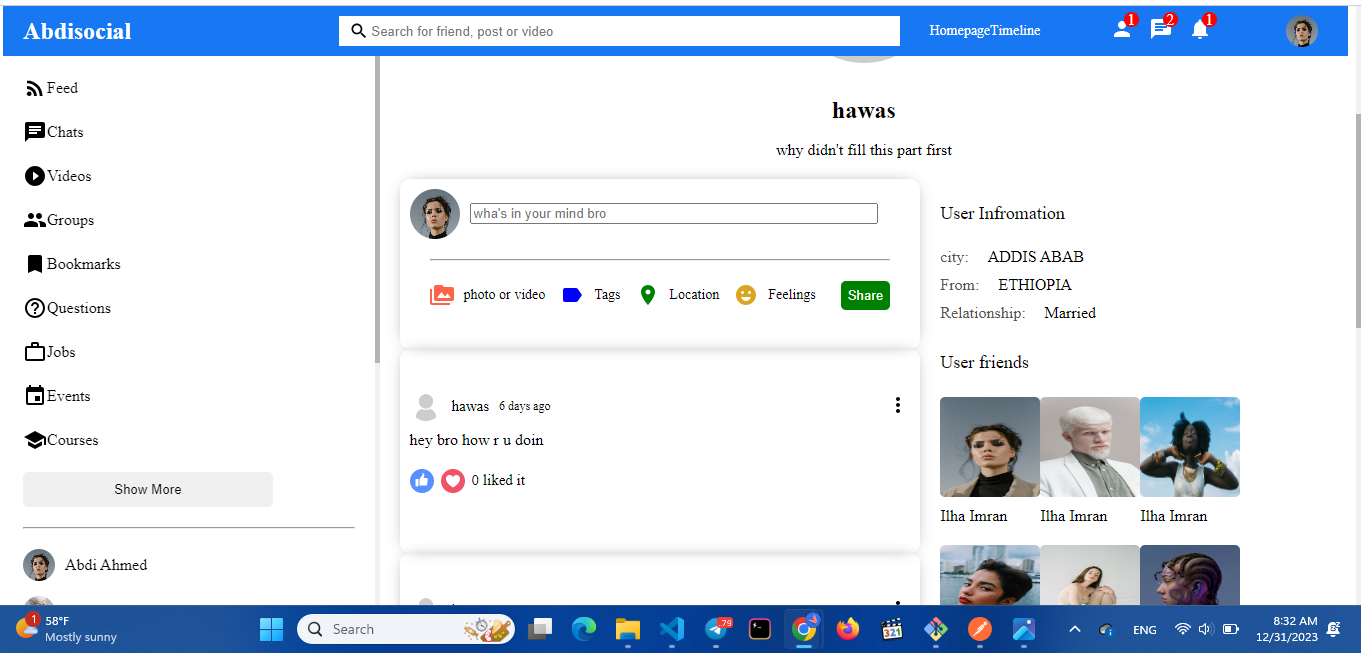 Abdisocial
Search for friend, post or video
HomepageTimeline
1
2
1
Feed
Chats
Videos
Groups
Bookmarks
Questions
Jobs
Events
Courses
Show More
Abdi Ahmed
hawas
why didn't fill this part first
wha's in your mind bro
photo or video
Tags
Location
Feelings
Share
hawas 6 days ago
hey bro how r u doin
0 liked it
User Infromation
city: ADDIS ABAB
From: ETHIOPIA
Relationship: Married
User friends
Ilha Imran
Ilha Imran
Ilha Imran
1
58°F
Mostly sunny
Search
79
321
ENG
8:32 AM
12/31/2023